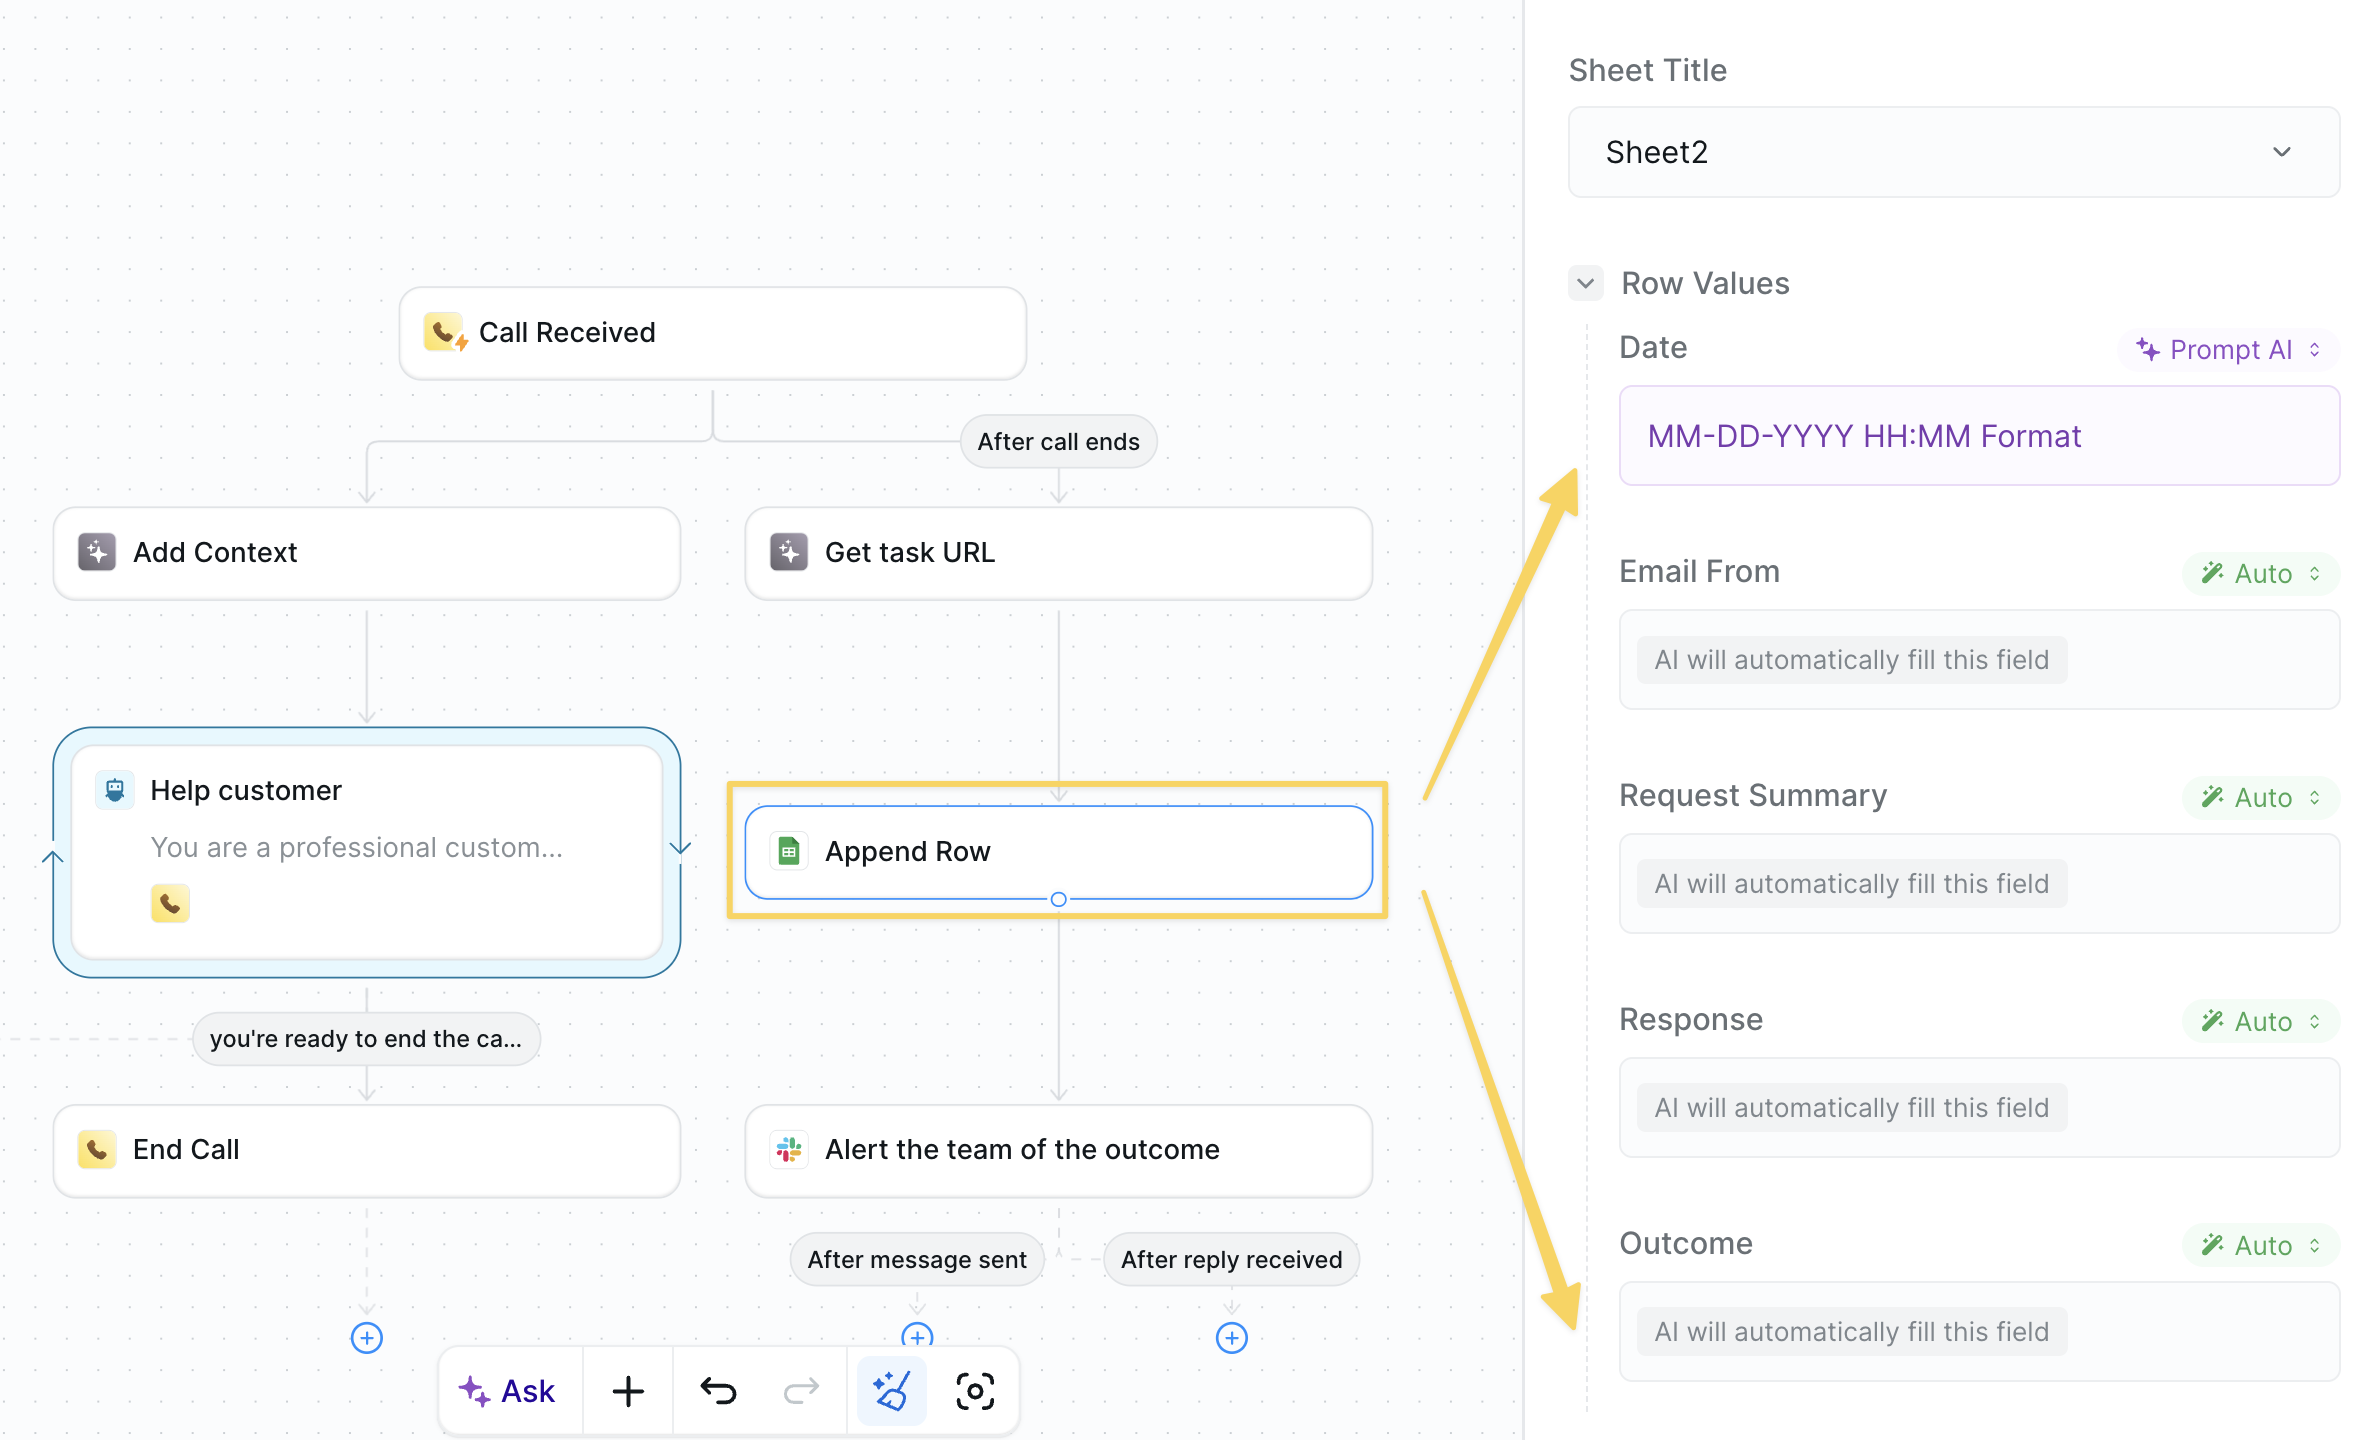 Call Received
After call ends
Add Context
Get task URL
Help customer
You are a professional custom...
Append Row
you're ready to end the ca...
End Call
Alert the team of the outcome
After message sent
After reply received
Ask
Sheet Title
Sheet2
Row Values
Date
Prompt AI
MM-DD-YYYY HH:MM Format
Email From
Auto
AI will automatically fill this field
Request Summary
Auto
AI will automatically fill this field
Response
Auto
AI will automatically fill this field
Outcome
Auto
AI will automatically fill this field